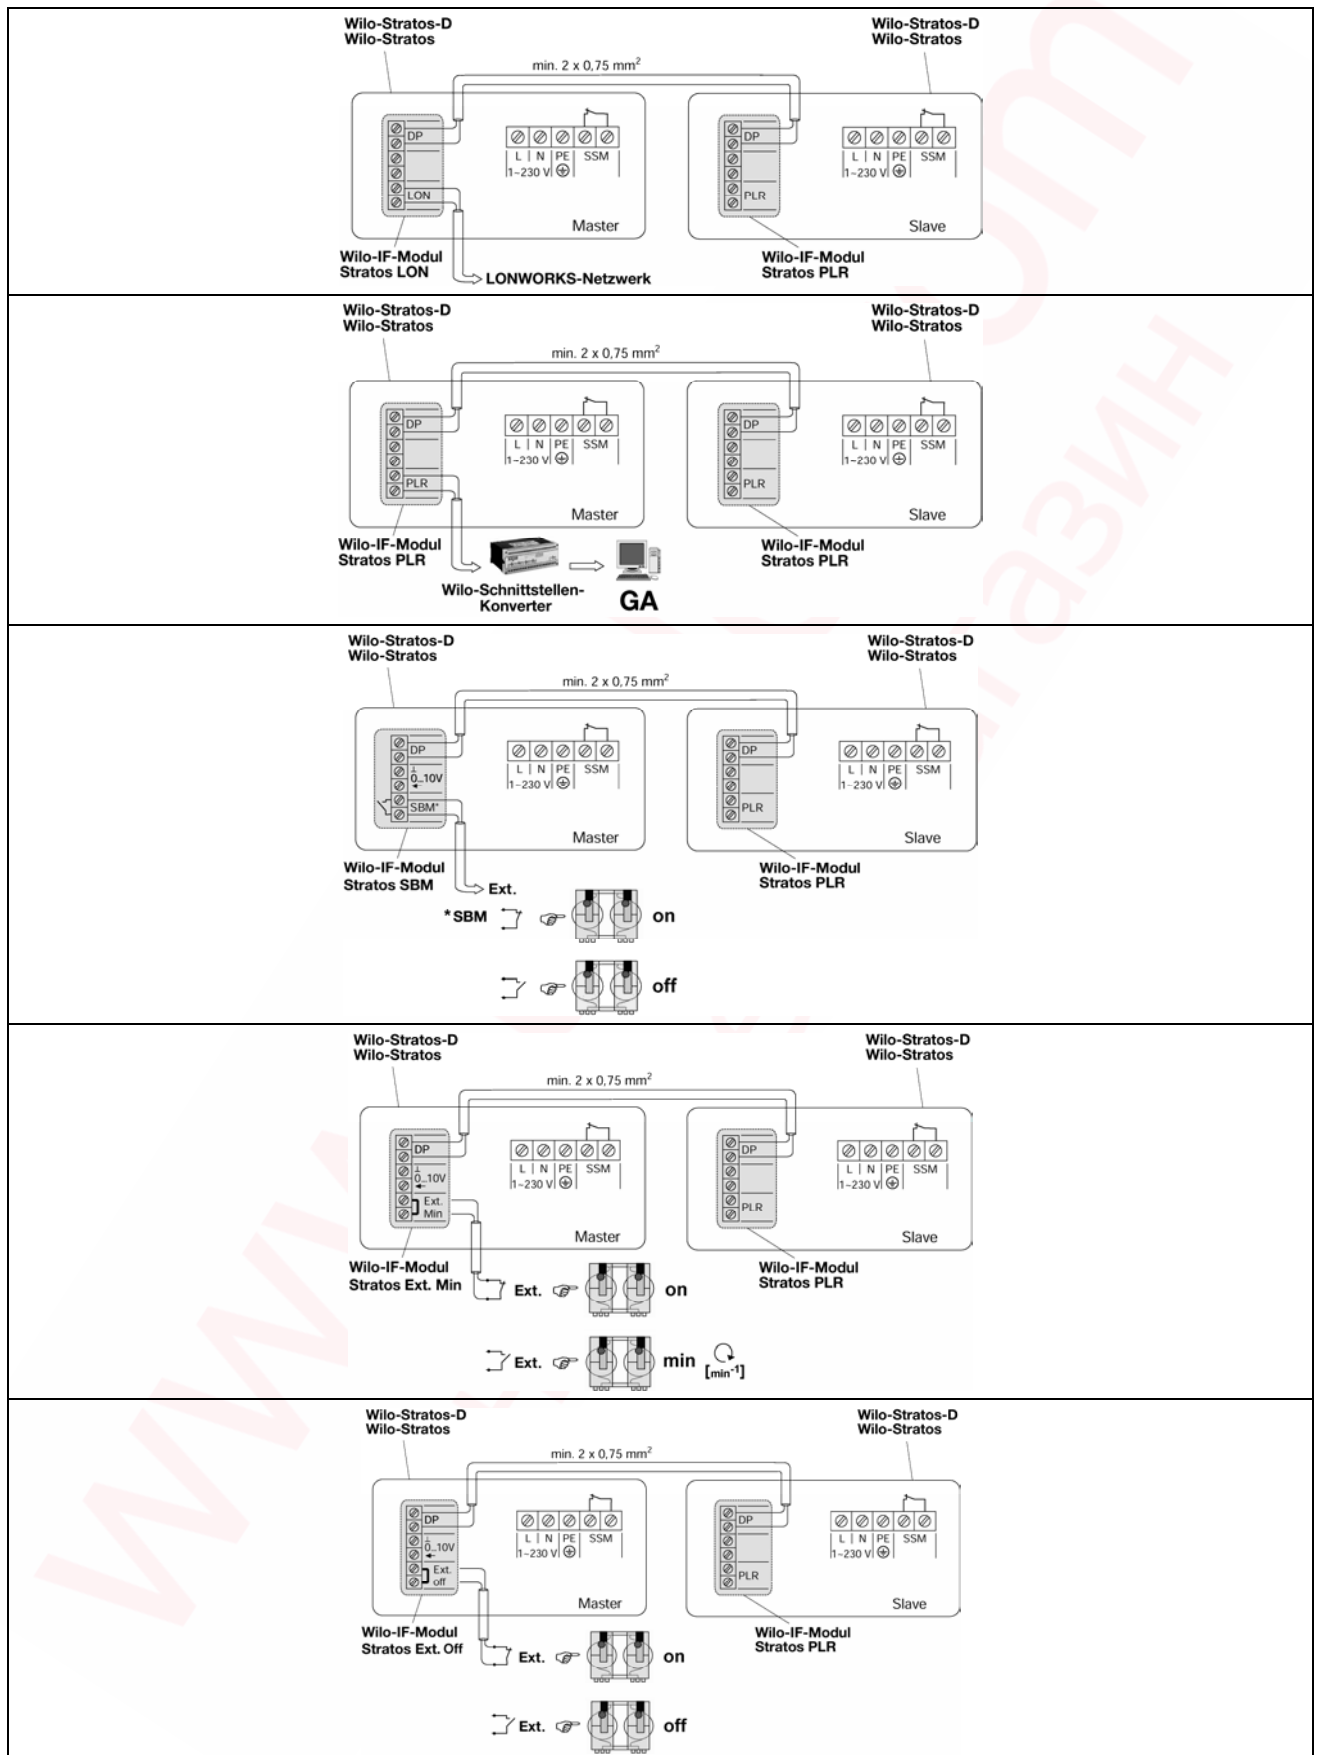 Wilo-Stratos-D
Wilo-Stratos
Wilo-Stratos-D
Wilo-Stratos
min. 2 x 0,75 mm²
DP
LON
L N PE SSM
1~230 V
Master
DP
PLR
L N PE SSM
1~230 V
Slave
Wilo-IF-Modul
Stratos LON
LONWORKS-Netzwerk
Wilo-IF-Modul
Stratos PLR
Wilo-Stratos-D
Wilo-Stratos
Wilo-Stratos-D
Wilo-Stratos
min. 2 x 0,75 mm²
DP
PLR
L N PE SSM
1~230 V
Master
DP
PLR
L N PE SSM
1~230 V
Slave
Wilo-IF-Modul
Stratos PLR
Wilo-Schnittstellen-
Konverter
GA
Wilo-IF-Modul
Stratos PLR
Wilo-Stratos-D
Wilo-Stratos
Wilo-Stratos-D
Wilo-Stratos
min. 2 x 0,75 mm²
DP
0...10V
SBM*
L N PE SSM
1~230 V
Master
DP
PLR
L N PE SSM
1~230 V
Slave
Wilo-IF-Modul
Stratos SBM
Ext.
Wilo-IF-Modul
Stratos PLR
*SBM on
off
Wilo-Stratos-D
Wilo-Stratos
Wilo-Stratos-D
Wilo-Stratos
min. 2 x 0,75 mm²
DP
0...10V
Ext.
Min
L N PE SSM
1~230 V
Master
DP
PLR
L N PE SSM
1~230 V
Slave
Wilo-IF-Modul
Stratos Ext. Min
Wilo-IF-Modul
Stratos PLR
Ext. on
Ext. min [min⁻¹]
Wilo-Stratos-D
Wilo-Stratos
Wilo-Stratos-D
Wilo-Stratos
min. 2 x 0,75 mm²
DP
0...10V
Ext.
off
L N PE SSM
1~230 V
Master
DP
PLR
L N PE SSM
1~230 V
Slave
Wilo-IF-Modul
Stratos Ext. Off
Wilo-IF-Modul
Stratos PLR
Ext. on
Ext. off